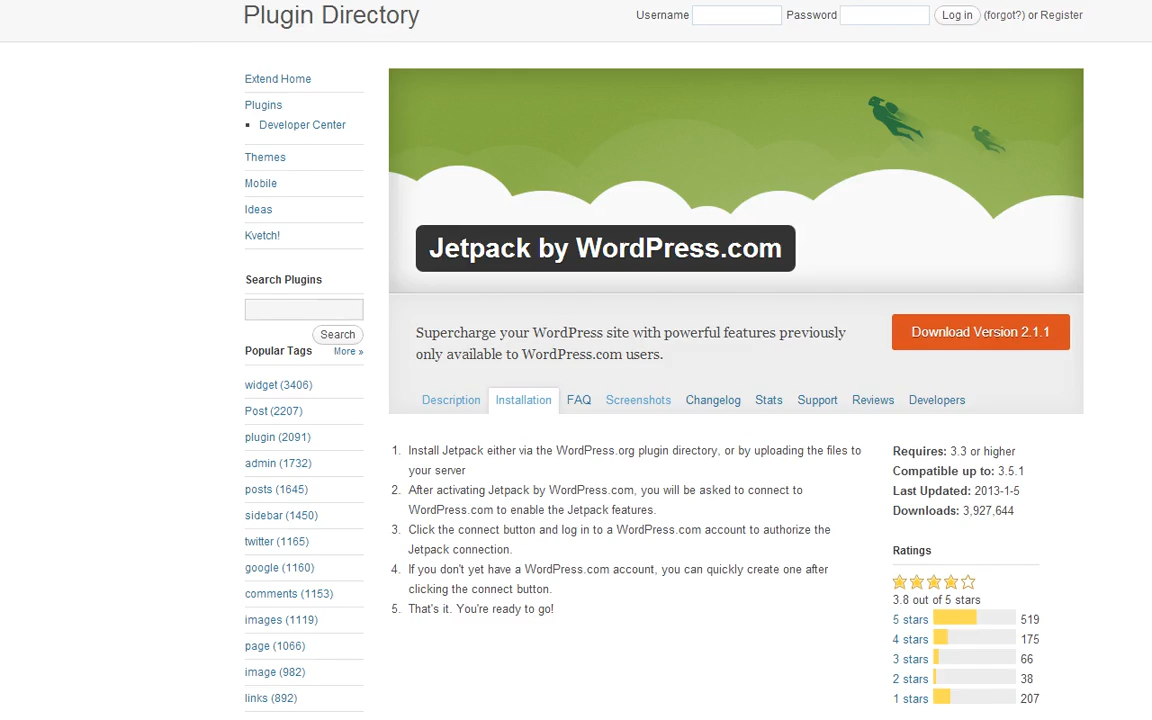 Plugin Directory
Username Password Log in (forgot?) or Register
Extend Home
Plugins
Developer Center
Themes
Mobile
Ideas
Kvetch!
Search Plugins
Search
Popular Tags More »
widget (3406)
Post (2207)
plugin (2091)
admin (1732)
posts (1645)
sidebar (1450)
twitter (1165)
google (1160)
comments (1153)
images (1119)
page (1066)
image (982)
links (892)
Jetpack by WordPress.com
Supercharge your WordPress site with powerful features previously
only available to WordPress.com users.
Download Version 2.1.1
Description Installation FAQ Screenshots Changelog Stats Support Reviews Developers
1. Install Jetpack either via the WordPress.org plugin directory, or by uploading the files to
your server
2. After activating Jetpack by WordPress.com, you will be asked to connect to
WordPress.com to enable the Jetpack features.
3. Click the connect button and log in to a WordPress.com account to authorize the
Jetpack connection.
4. If you don't yet have a WordPress.com account, you can quickly create one after
clicking the connect button.
5. That's it. You're ready to go!
Requires: 3.3 or higher
Compatible up to: 3.5.1
Last Updated: 2013-1-5
Downloads: 3,927,644
Ratings
3.8 out of 5 stars
5 stars 519
4 stars 175
3 stars 66
2 stars 38
1 stars 207